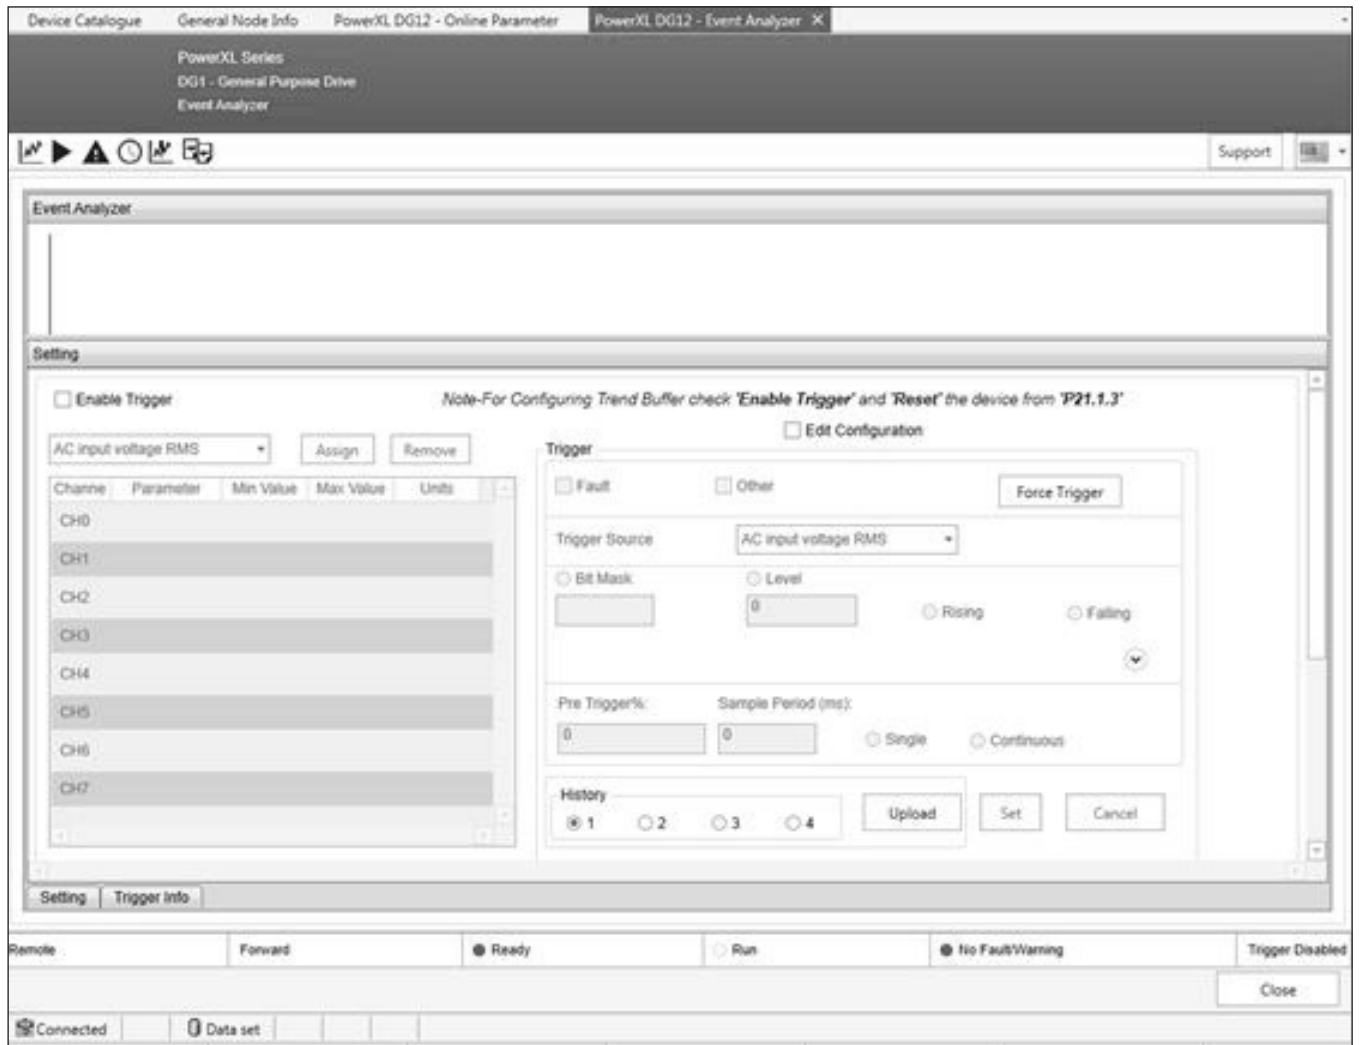 Device Catalogue General Node Info PowerXL DG12 - Online Parameter PowerXL DG12 - Event Analyzer X
PowerXL Series
DG1 - General Purpose Drive
Event Analyzer
Support
Event Analyzer
Setting
Enable Trigger Note-For Configuring Trend Buffer check 'Enable Trigger' and 'Reset' the device from 'P21.1.3'
Edit Configuration
AC input voltage RMS Assign Remove Trigger
Channe Parameter Min Value Max Value Units Fault Other Force Trigger
CH0
Trigger Source AC input voltage RMS
CH1
Bit Mask Level
CH2
0 Rising Falling
CH3
CH4
Pre Trigger%: Sample Period (ms):
CH5
0 0 Single Continuous
CH6
CH7
History
1 2 3 4 Upload Set Cancel
Setting Trigger Info
Remote Forward Ready Run No Fault/Warning Trigger Disabled
Close
Connected Data set